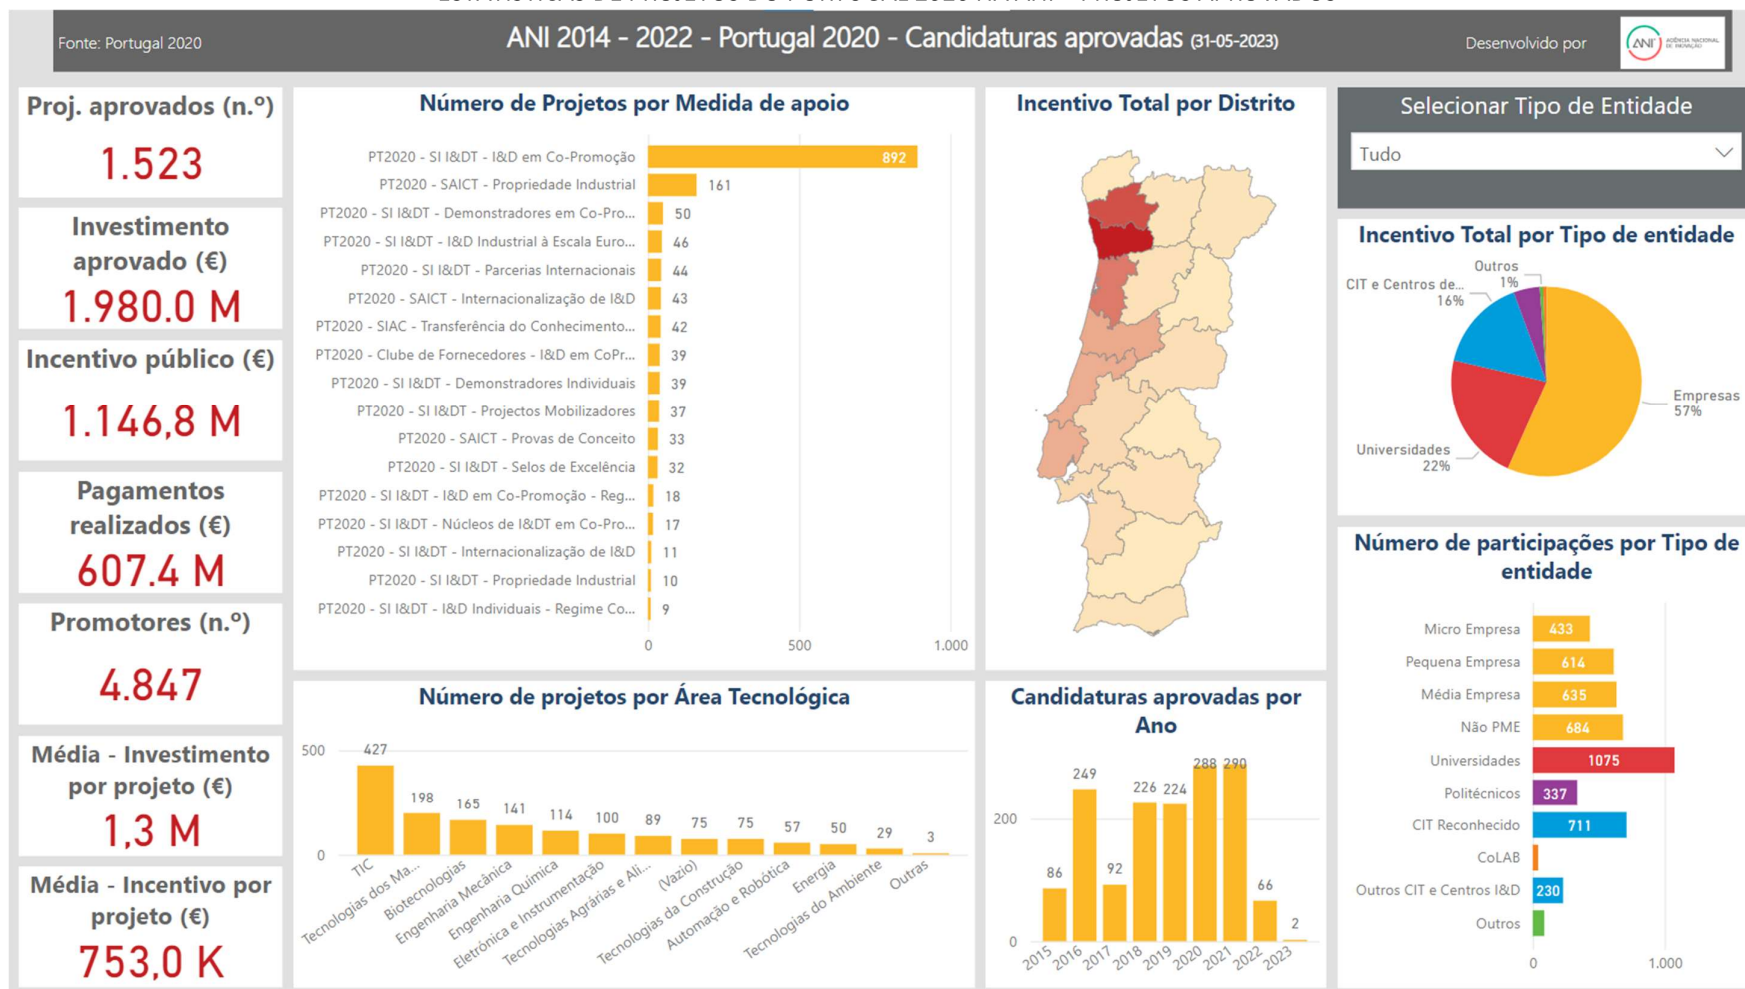 Fonte: Portugal 2020
ANI 2014 - 2022 - Portugal 2020 - Candidaturas aprovadas (31-05-2023)
Desenvolvido por
ANI AGÊNCIA NACIONAL
DE INOVAÇÃO
Proj. aprovados (n.º)
1.523
Investimento
aprovado (€)
1.980.0 M
Incentivo público (€)
1.146,8 M
Pagamentos
realizados (€)
607.4 M
Promotores (n.º)
4.847
Média - Investimento
por projeto (€)
1,3 M
Média - Incentivo por
projeto (€)
753,0 K
Número de Projetos por Medida de apoio
PT2020 - SI I&DT - I&D em Co-Promoção 892
PT2020 - SAICT - Propriedade Industrial 161
PT2020 - SI I&DT - Demonstradores em Co-Pro... 50
PT2020 - SI I&DT - I&D Industrial à Escala Euro... 46
PT2020 - SI I&DT - Parcerias Internacionais 44
PT2020 - SAICT - Internacionalização de I&D 43
PT2020 - SIAC - Transferência do Conhecimento... 42
PT2020 - Clube de Fornecedores - I&D em CoPr... 39
PT2020 - SI I&DT - Demonstradores Individuais 39
PT2020 - SI I&DT - Projectos Mobilizadores 37
PT2020 - SAICT - Provas de Conceito 33
PT2020 - SI I&DT - Selos de Excelência 32
PT2020 - SI I&DT - I&D em Co-Promoção - Reg... 18
PT2020 - SI I&DT - Núcleos de I&DT em Co-Pro... 17
PT2020 - SI I&DT - Internacionalização de I&D 11
PT2020 - SI I&DT - Propriedade Industrial 10
PT2020 - SI I&DT - I&D Individuais - Regime Co... 9
0 500 1.000
Número de projetos por Área Tecnológica
500
0
427 198 165 141 114 100 89 75 75 57 50 29 3
TIC
Tecnologias dos Ma...
Biotecnologias
Engenharia Mecânica
Engenharia Química
Eletrónica e Instrumentação
Tecnologias Agrárias e Ali...
(Vazio)
Tecnologias da Construção
Automação e Robótica
Energia
Tecnologias do Ambiente
Outras
Incentivo Total por Distrito
Candidaturas aprovadas por
Ano
200
0
86 249 92 226 224 288 290 66 2
2015 2016 2017 2018 2019 2020 2021 2022 2023
Selecionar Tipo de Entidade
Tudo
Incentivo Total por Tipo de entidade
Outros
1%
CIT e Centros de...
16%
Empresas
57%
Universidades
22%
Número de participações por Tipo de
entidade
Micro Empresa 433
Pequena Empresa 614
Média Empresa 635
Não PME 684
Universidades 1075
Politécnicos 337
CIT Reconhecido 711
CoLAB
Outros CIT e Centros I&D 230
Outros
0 1.000